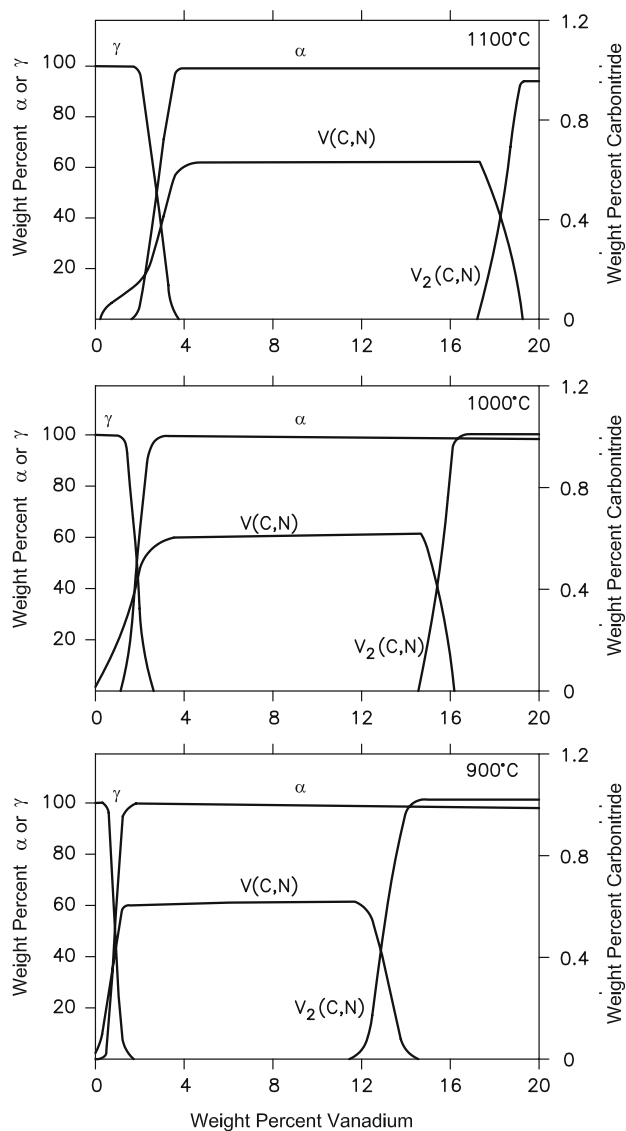 1100°C
γ
α
V(C,N)
V₂(C,N)
100
80
60
40
20
1.2
0.8
0.4
0
0
4
8
12
16
20
Weight Percent α or γ
Weight Percent Carbonitride
1000°C
γ
α
V(C,N)
V₂(C,N)
100
80
60
40
20
1.2
0.8
0.4
0
0
4
8
12
16
20
Weight Percent α or γ
Weight Percent Carbonitride
900°C
γ
α
V(C,N)
V₂(C,N)
100
80
60
40
20
1.2
0.8
0.4
0
0
4
8
12
16
20
Weight Percent α or γ
Weight Percent Carbonitride
Weight Percent Vanadium